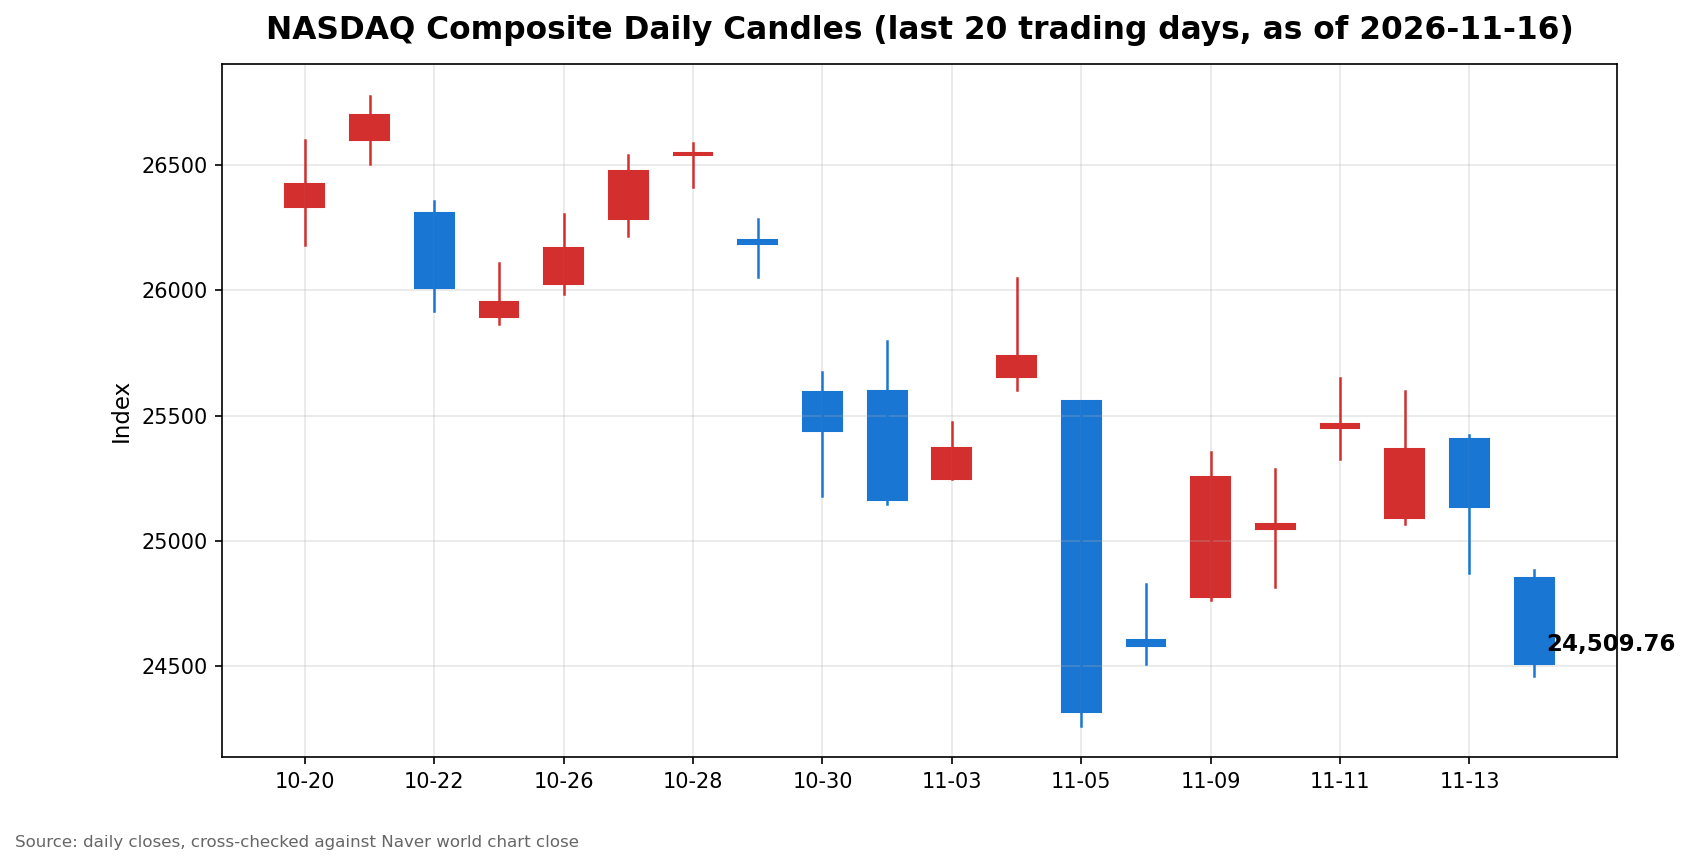 NASDAQ Composite Daily Candles (last 20 trading days, as of 2026-11-16)
Index
26500
26000
25500
25000
24500
24,509.76
10-20 10-22 10-26 10-28 10-30 11-03 11-05 11-09 11-11 11-13
Source: daily closes, cross-checked against Naver world chart close